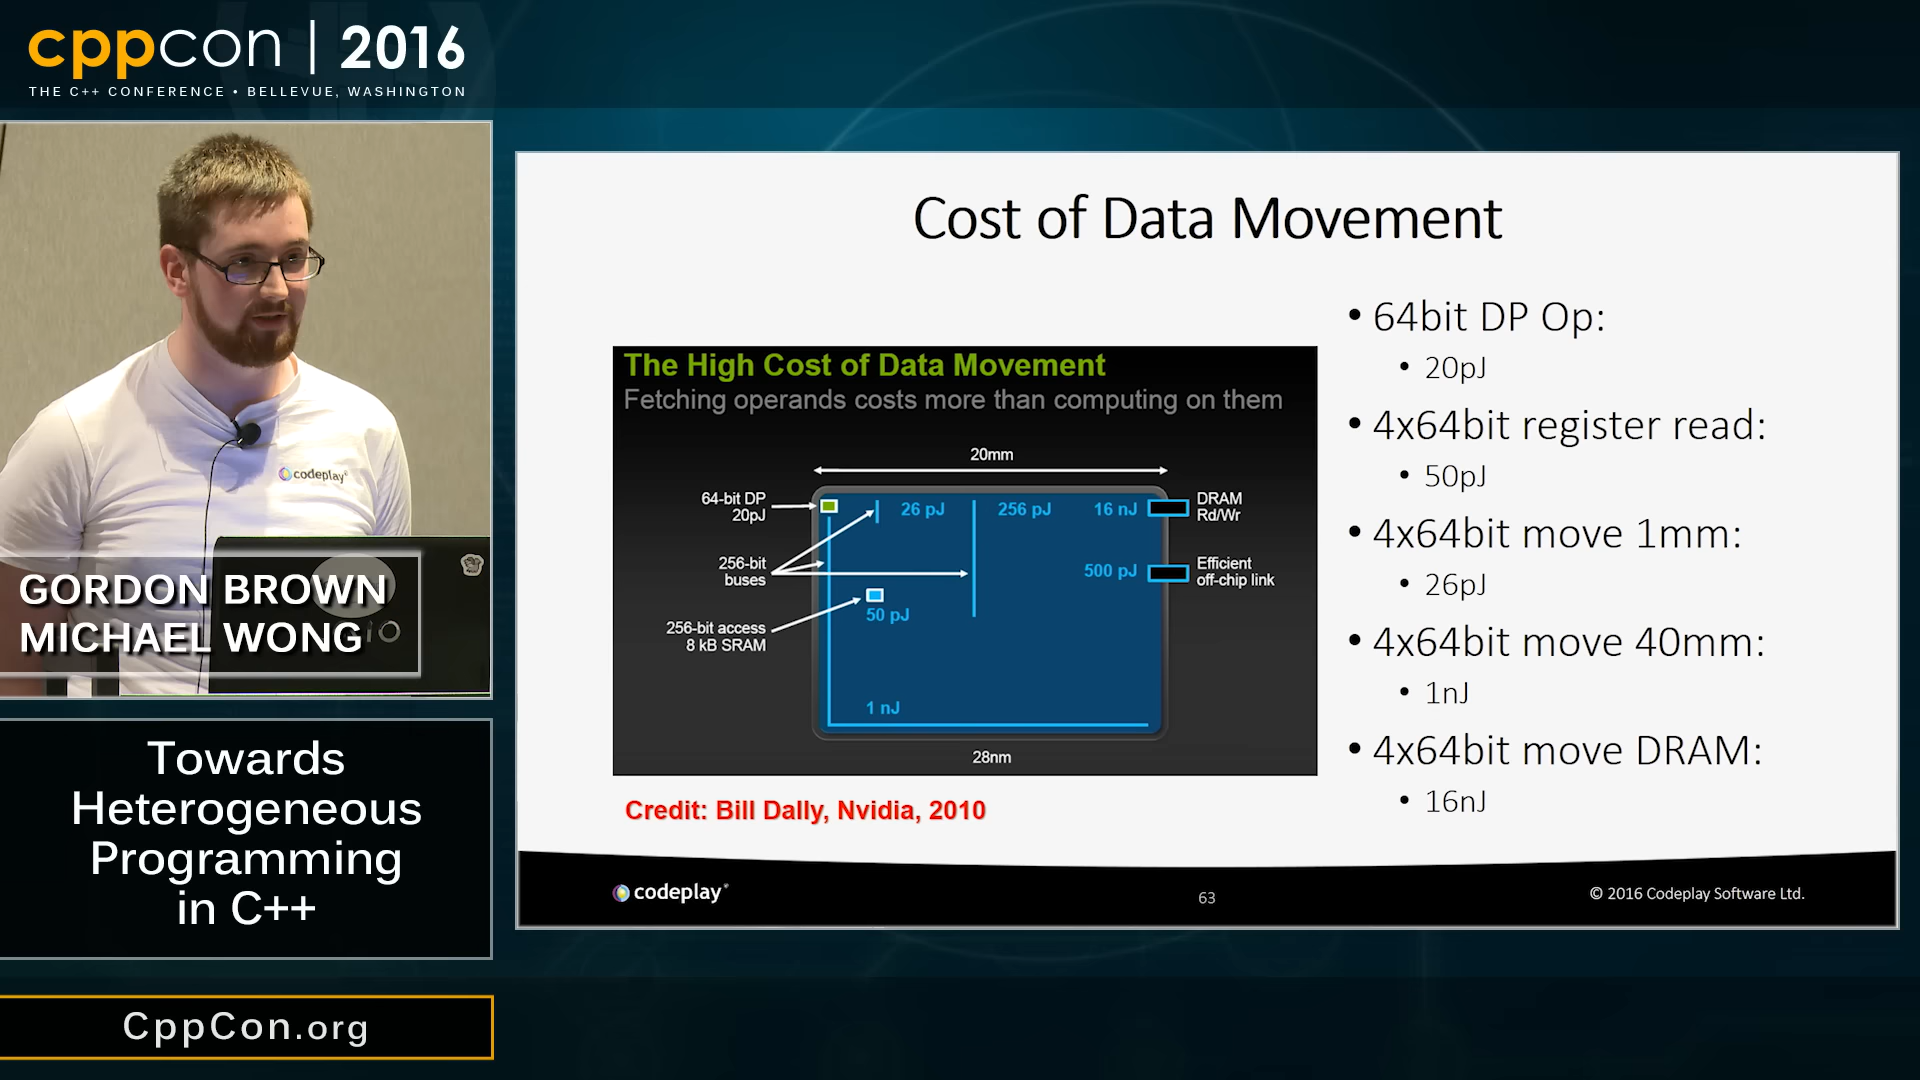 cppcon | 2016
THE C++ CONFERENCE • BELLEVUE, WASHINGTON
codeplay
GORDON BROWN
MICHAEL WONG
Towards
Heterogeneous
Programming
in C++
CppCon.org
Cost of Data Movement
The High Cost of Data Movement
Fetching operands costs more than computing on them
20mm
64-bit DP
20pJ
26 pJ
256 pJ
16 nJ
DRAM
Rd/Wr
256-bit
buses
500 pJ
Efficient
off-chip link
50 pJ
256-bit access
8 kB SRAM
1 nJ
28nm
Credit: Bill Dally, Nvidia, 2010
• 64bit DP Op:
• 20pJ
• 4x64bit register read:
• 50pJ
• 4x64bit move 1mm:
• 26pJ
• 4x64bit move 40mm:
• 1nJ
• 4x64bit move DRAM:
• 16nJ
codeplay®
63
© 2016 Codeplay Software Ltd.